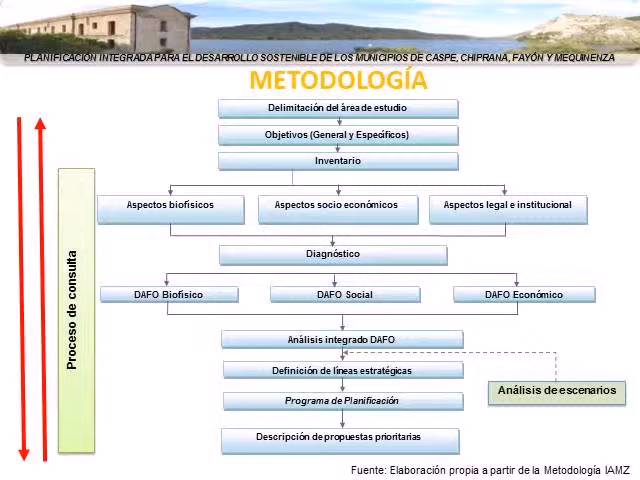 PLANIFICACIÓN INTEGRADA PARA EL DESARROLLO SOSTENIBLE DE LOS MUNICIPIOS DE CASPE, CHIPRANA, FAYÓN Y MEQUINENZA
METODOLOGÍA
Delimitación del área de estudio
Objetivos (General y Específicos)
Inventario
Aspectos biofísicos
Aspectos socio económicos
Aspectos legal e institucional
Diagnóstico
DAFO Biofísico
DAFO Social
DAFO Económico
Análisis integrado DAFO
Definición de líneas estratégicas
Análisis de escenarios
Programa de Planificación
Descripción de propuestas prioritarias
Proceso de consulta
Fuente: Elaboración propia a partir de la Metodología IAMZ